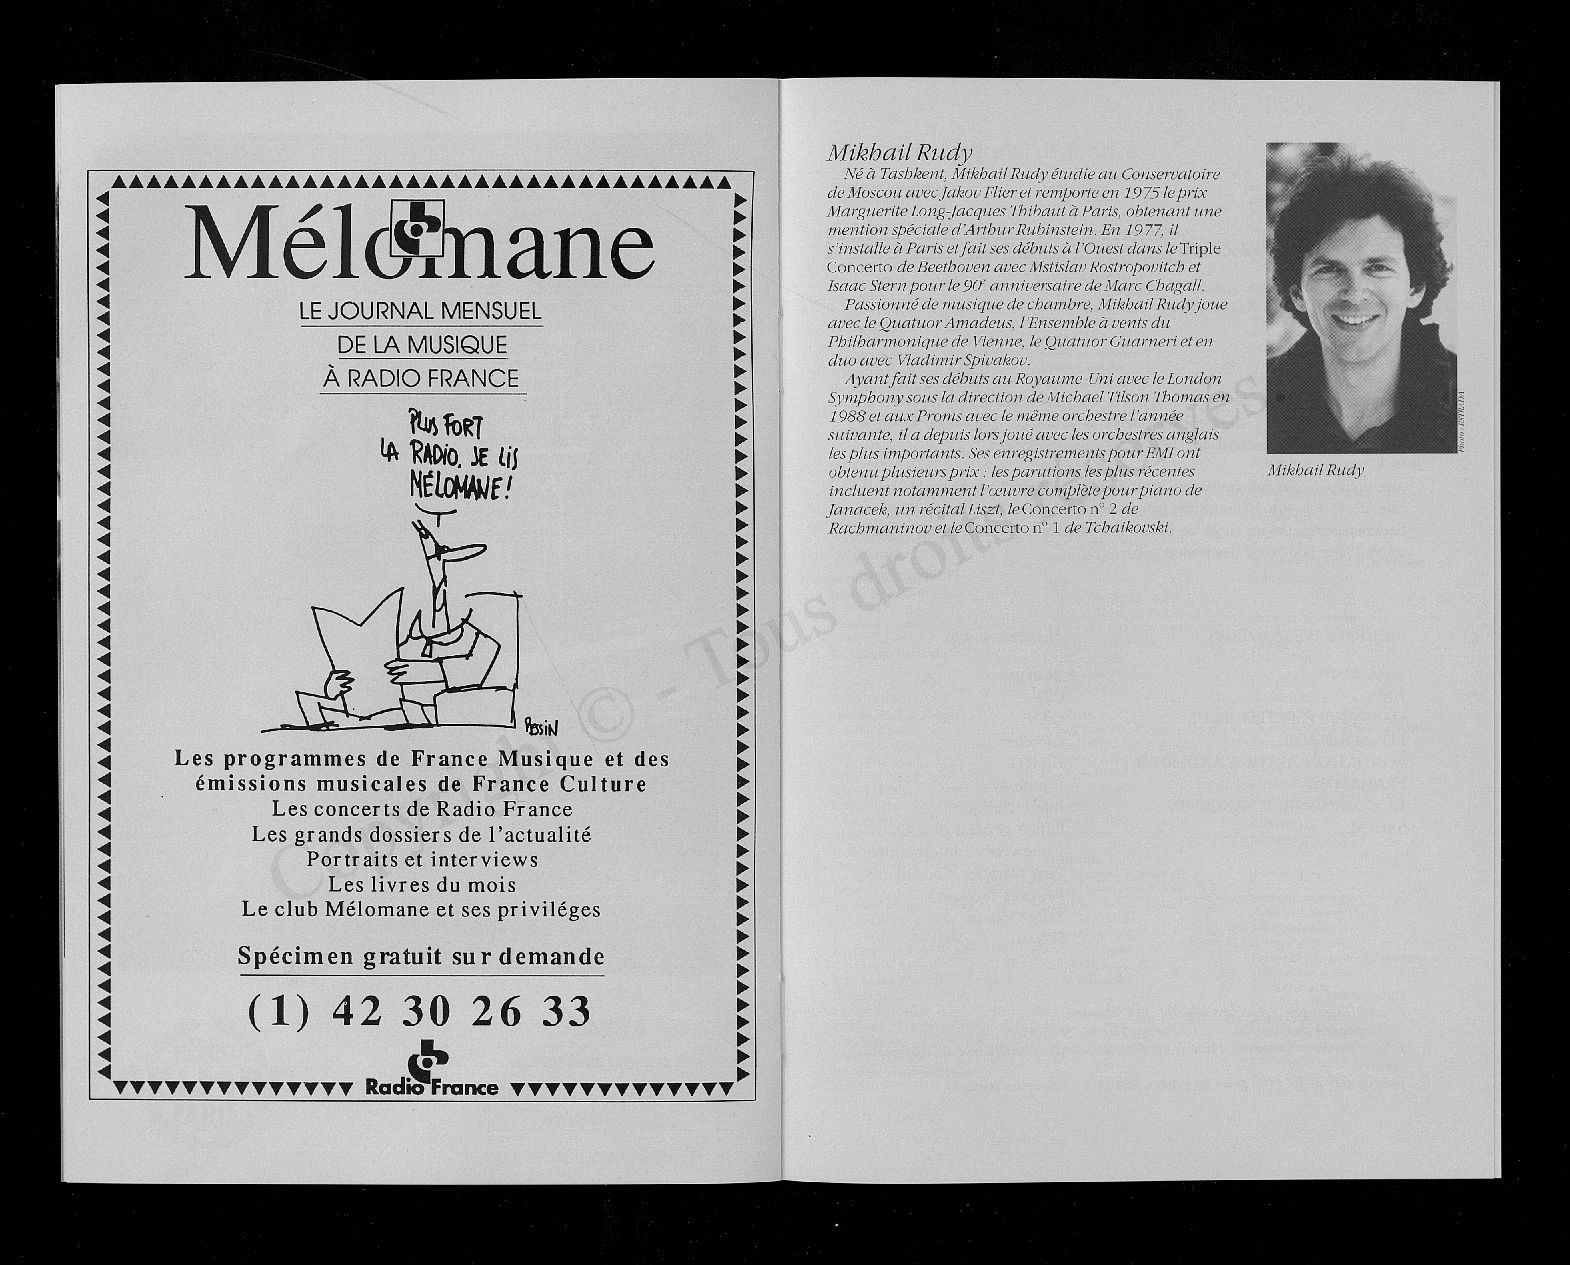 Mélomane
LE JOURNAL MENSUEL
DE LA MUSIQUE
À RADIO FRANCE
PLUS FORT
LA RADIO, JE LIS
MÉLOMANE!
PESSIN
Les programmes de France Musique et des
émissions musicales de France Culture
Les concerts de Radio France
Les grands dossiers de l'actualité
Portraits et interviews
Les livres du mois
Le club Mélomane et ses priviléges
Spécimen gratuit sur demande
(1) 42 30 26 33
Radio France
Mikhail Rudy
Né à Tashkent, Mikhail Rudy étudie au Conservatoire
de Moscou avec Jakov Flier et remporte en 1975 le prix
Marguerite Long-Jacques Thibaut à Paris, obtenant une
mention spéciale d'Arthur Rubinstein. En 1977, il
s'installe à Paris et fait ses débuts à l'Ouest dans le Triple
Concerto de Beethoven avec Mstislav Rostropovitch et
Isaac Stern pour le 90e anniversaire de Marc Chagall.
Passionné de musique de chambre, Mikhail Rudy joue
avec le Quatuor Amadeus, l'Ensemble à vents du
Philharmonique de Vienne, le Quatuor Guarneri et en
duo avec Vladimir Spivakov.
Ayant fait ses débuts au Royaume-Uni avec le London
Symphony sous la direction de Michael Tilson Thomas en
1988 et aux Proms avec le même orchestre l'année
suivante, il a depuis lors joué avec les orchestres anglais
les plus importants. Ses enregistrements pour EMI ont
obtenu plusieurs prix : les parutions les plus récentes
incluent notamment l'œuvre complète pour piano de
Janacek, un récital Liszt, le Concerto n° 2 de
Rachmaninov et le Concerto n° 1 de Tchaikovski.
Photo : ESTRADA
Mikhail Rudy
Copyright © - Tous droits